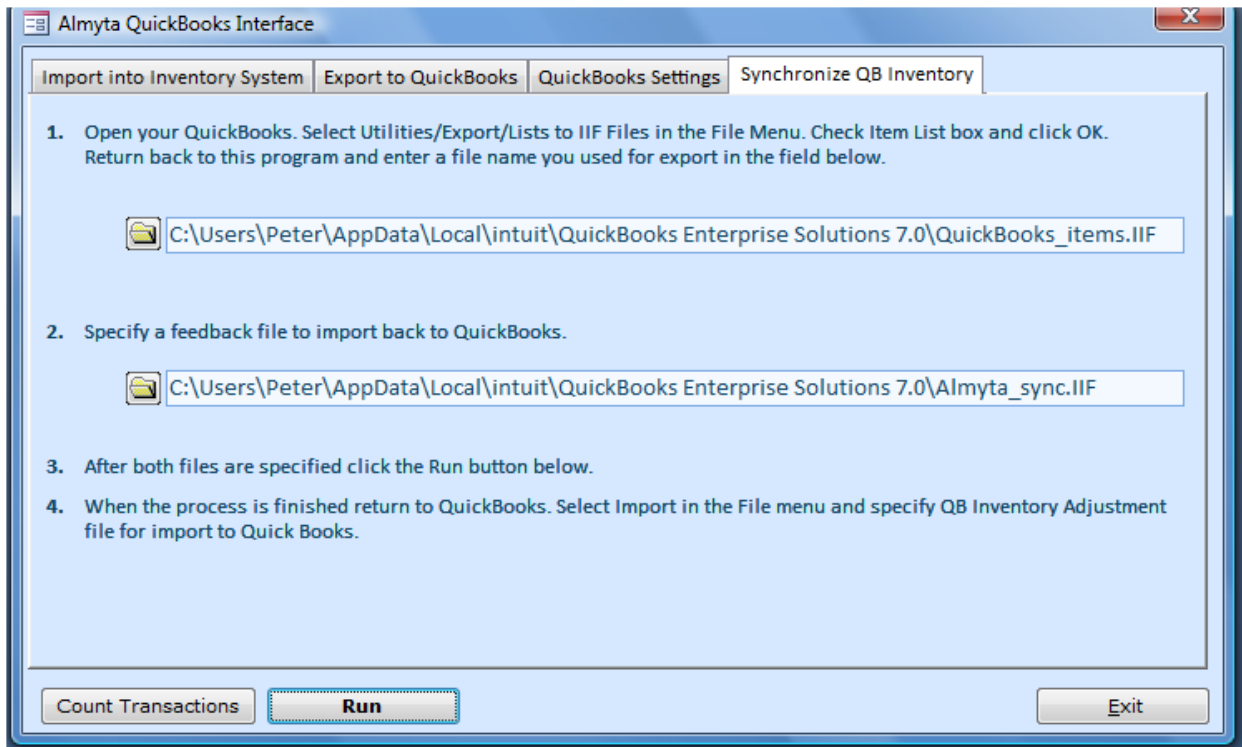 Almyta QuickBooks Interface
X
Import into Inventory System
Export to QuickBooks
QuickBooks Settings
Synchronize QB Inventory
1. Open your QuickBooks. Select Utilities/Export/Lists to IIF Files in the File Menu. Check Item List box and click OK.
Return back to this program and enter a file name you used for export in the field below.
C:\Users\Peter\AppData\Local\intuit\QuickBooks Enterprise Solutions 7.0\QuickBooks_items.IIF
2. Specify a feedback file to import back to QuickBooks.
C:\Users\Peter\AppData\Local\intuit\QuickBooks Enterprise Solutions 7.0\Almyta_sync.IIF
3. After both files are specified click the Run button below.
4. When the process is finished return to QuickBooks. Select Import in the File menu and specify QB Inventory Adjustment
file for import to Quick Books.
Count Transactions
Run
Exit